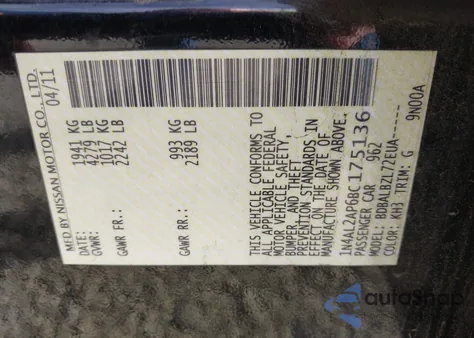 MFD BY NISSAN MOTOR CO., LTD.
DATE: 04/11
GVWR: 1941 KG
4279 LB
GAWR FR: 1017 KG
2242 LB
GAWR RR: 993 KG
2189 LB
THIS VEHICLE CONFORMS TO
ALL APPLICABLE FEDERAL
MOTOR VEHICLE SAFETY,
BUMPER, AND THEFT
PREVENTION STANDARDS IN
EFFECT ON THE DATE OF
MANUFACTURE SHOWN ABOVE.
1N4AL2AP6BC175136
PASSENGER CAR 962
MODEL: BDBALBZL72EUA
COLOR: KH3 TRIM: G
9N00A
autoShop